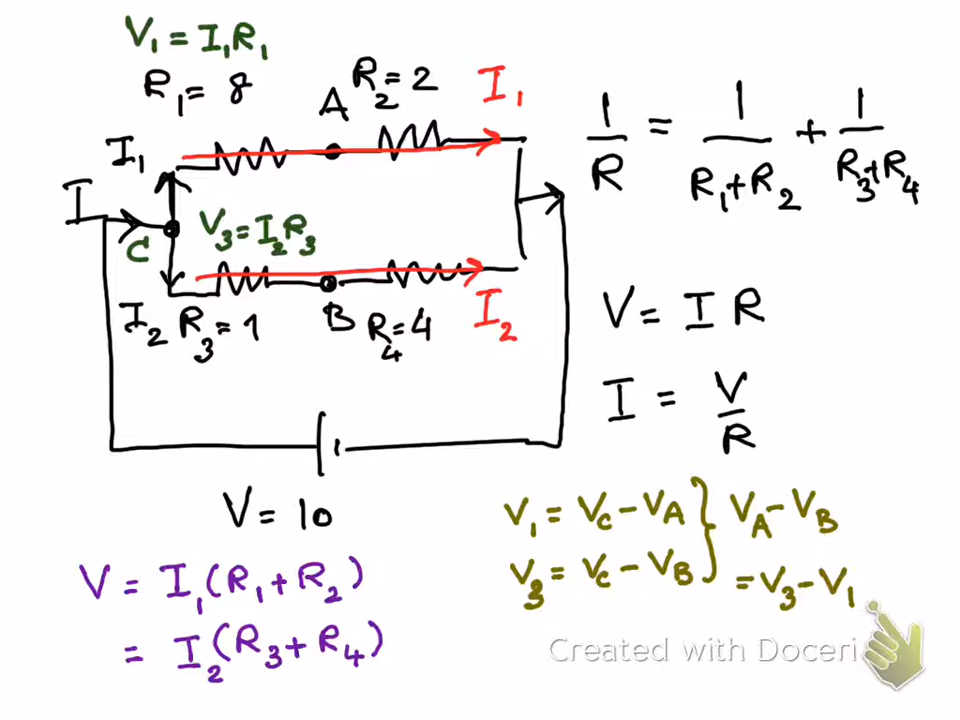 V₁ = I₁R₁
R₁ = 8
A
R₂ = 2
I₁
I₁
I
C
V₃ = I₂R₃
I₂
R₃ = 1
B
R₄ = 4
I₂
V = 10
1/R = 1/(R₁+R₂) + 1/(R₃+R₄)
V = I R
I = V/R
V = I₁(R₁+R₂)
= I₂(R₃+R₄)
V₁ = V_C – V_A } V_A – V_B
V₃ = V_C – V_B } = V₃ – V₁
Created with Doceri